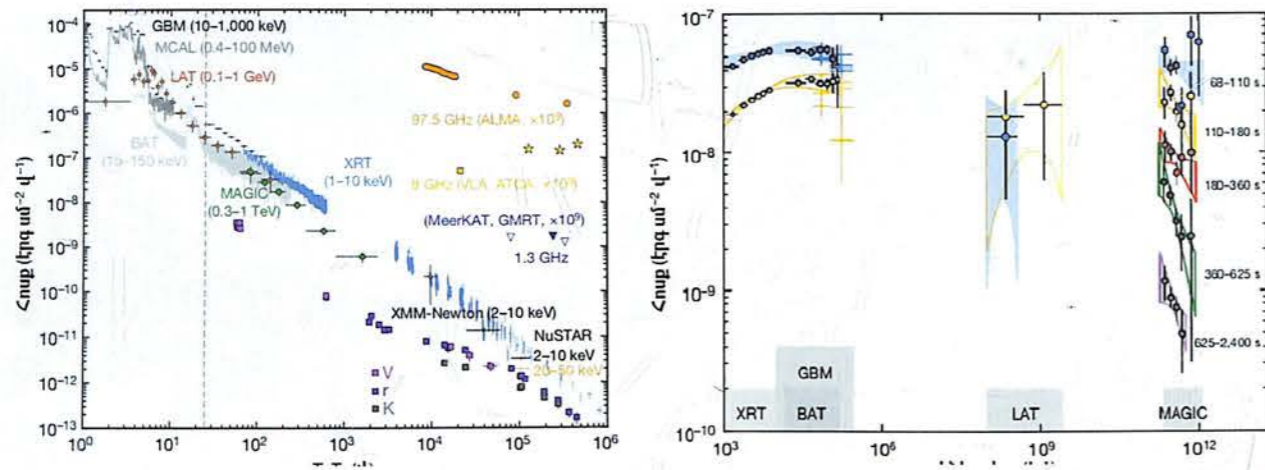 10⁻⁴
10⁻⁵
10⁻⁶
10⁻⁷
10⁻⁸
10⁻⁹
10⁻¹⁰
10⁻¹¹
10⁻¹²
10⁻¹³
GBM (10–1,000 keV)
MCAL (0.4–100 MeV)
LAT (0.1–1 GeV)
BAT
(15–150 keV)
XRT
(1–10 keV)
MAGIC
(0.3–1 TeV)
97.5 GHz (ALMA, ×10⁹)
9 GHz (VLA, ATCA, ×10⁹)
(MeerKAT, GMRT, ×10⁹)
1.3 GHz
XMM-Newton (2–10 keV)
NuSTAR
2–10 keV
20–50 keV
V
r
K
10⁰ 10¹ 10² 10³ 10⁴ 10⁵ 10⁶
10⁻⁷
10⁻⁸
10⁻⁹
10⁻¹⁰
68–110 s
110–180 s
180–360 s
360–625 s
625–2,400 s
GBM
XRT BAT LAT MAGIC
10³ 10⁶ 10⁹ 10¹²